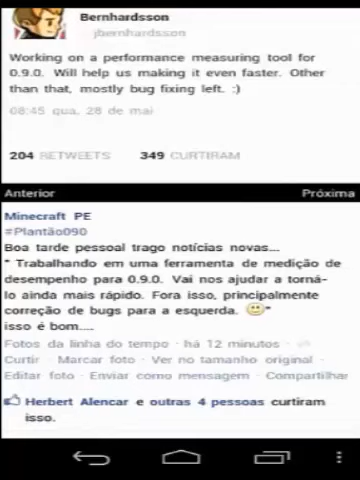 Bernhardsson
jbernhardsson
Working on a performance measuring tool for
0.9.0. Will help us making it even faster. Other
than that, mostly bug fixing left. :)
08:45 qua, 28 de mai
204 RETWEETS 349 CURTIRAM
Anterior Próxima
Minecraft PE
#Plantão090
Boa tarde pessoal trago notícias novas...
" Trabalhando em uma ferramenta de medição de
desempenho para 0.9.0. Vai nos ajudar a torná-
lo ainda mais rápido. Fora isso, principalmente
correção de bugs para a esquerda. "
isso é bom....
Fotos da linha do tempo · há 12 minutos ·
Curtir · Marcar foto · Ver no tamanho original ·
Editar foto · Enviar como mensagem · Compartilhar
Herbert Alencar e outras 4 pessoas curtiram
isso.